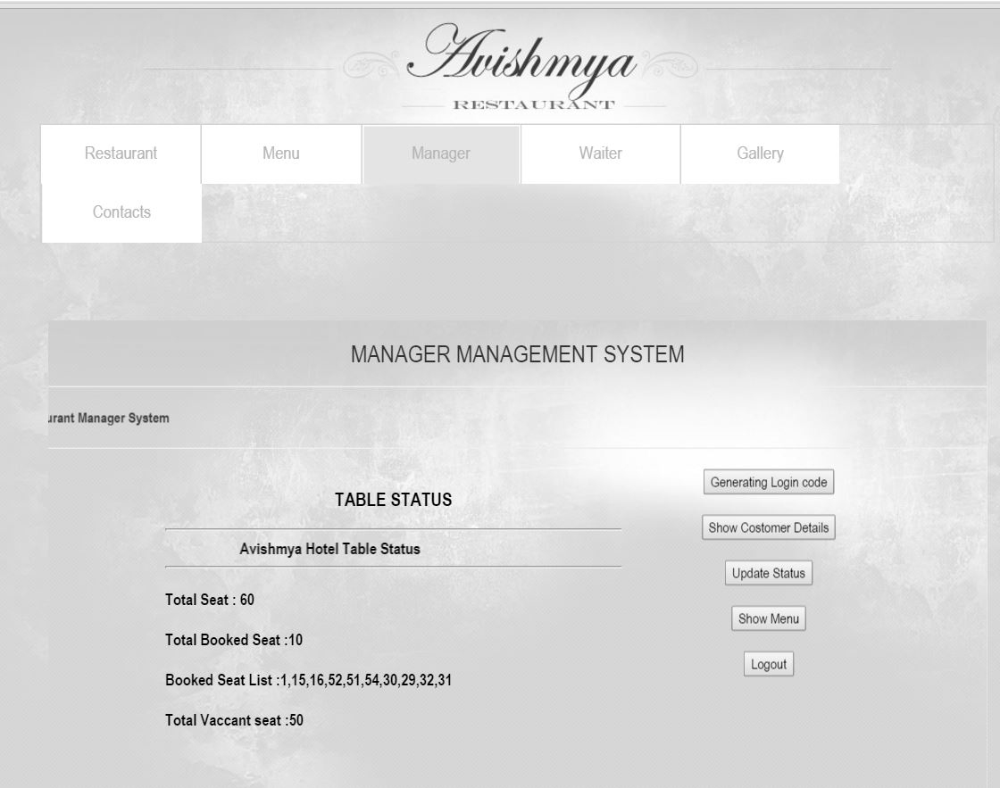 Avishmya
RESTAURANT
Restaurant
Menu
Manager
Waiter
Gallery
Contacts
MANAGER MANAGEMENT SYSTEM
urant Manager System
TABLE STATUS
Avishmya Hotel Table Status
Total Seat : 60
Total Booked Seat :10
Booked Seat List :1,15,16,52,51,54,30,29,32,31
Total Vaccant seat :50
Generating Login code
Show Costomer Details
Update Status
Show Menu
Logout